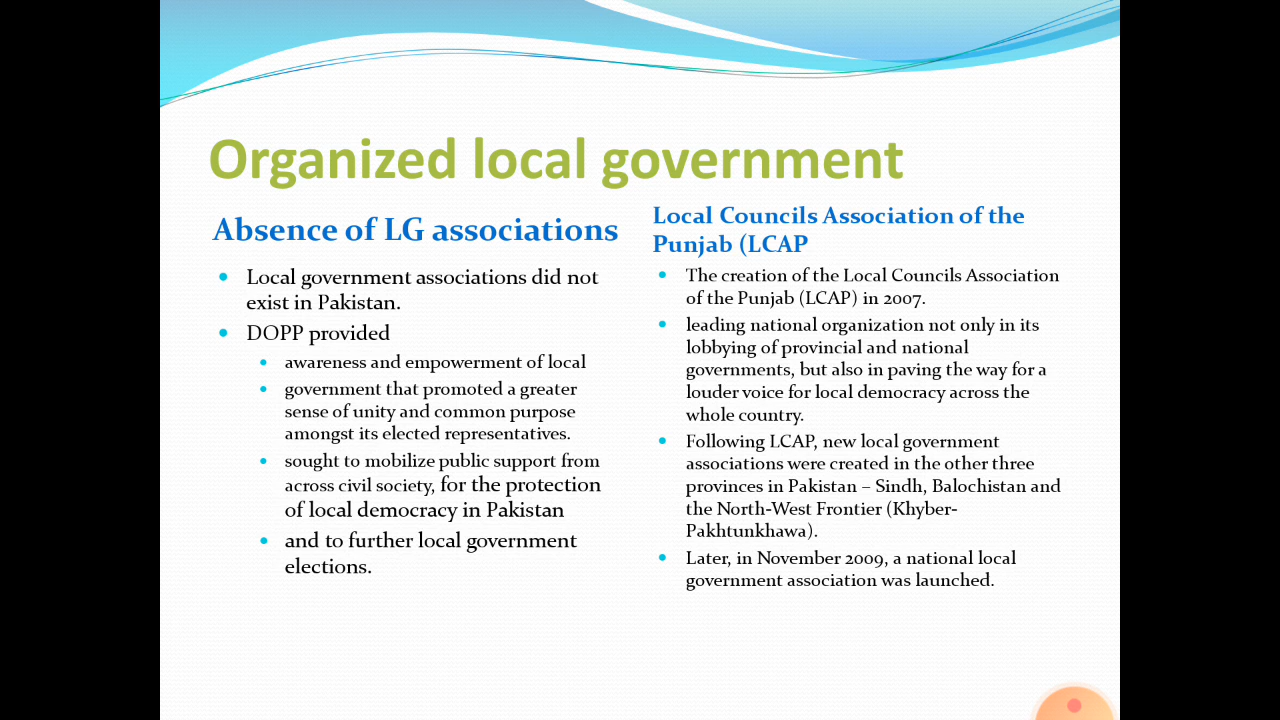 Organized local government
Absence of LG associations
Local government associations did not
exist in Pakistan.
DOPP provided
awareness and empowerment of local
government that promoted a greater
sense of unity and common purpose
amongst its elected representatives.
sought to mobilize public support from
across civil society, for the protection
of local democracy in Pakistan
and to further local government
elections.
Local Councils Association of the
Punjab (LCAP
The creation of the Local Councils Association
of the Punjab (LCAP) in 2007.
leading national organization not only in its
lobbying of provincial and national
governments, but also in paving the way for a
louder voice for local democracy across the
whole country.
Following LCAP, new local government
associations were created in the other three
provinces in Pakistan – Sindh, Balochistan and
the North-West Frontier (Khyber-
Pakhtunkhawa).
Later, in November 2009, a national local
government association was launched.